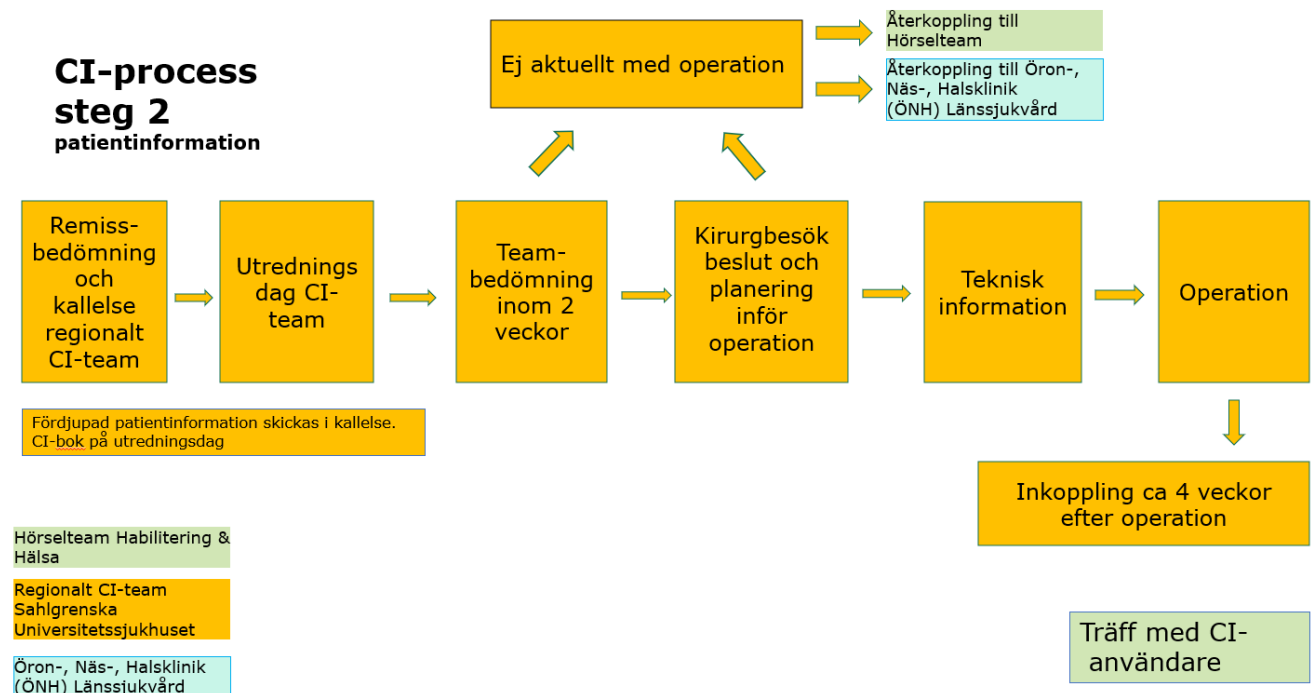 CI-process
steg 2
patientinformation
Ej aktuellt med operation
Återkoppling till
Hörselteam
Återkoppling till Öron-,
Näs-, Halsklinik
(ÖNH) Länssjukvård
Remiss-
bedömning
och
kallelse
regionalt
CI-team
Utrednings
dag CI-
team
Team-
bedömning
inom 2
veckor
Kirurgbesök
beslut och
planering
inför
operation
Teknisk
information
Operation
Fördjupad patientinformation skickas i kallelse.
CI-bok på utredningsdag
Inkoppling ca 4 veckor
efter operation
Hörselteam Habilitering &
Hälsa
Regionalt CI-team
Sahlgrenska
Universitetssjukhuset
Öron-, Näs-, Halsklinik
(ÖNH) Länssjukvård
Träff med CI-
användare